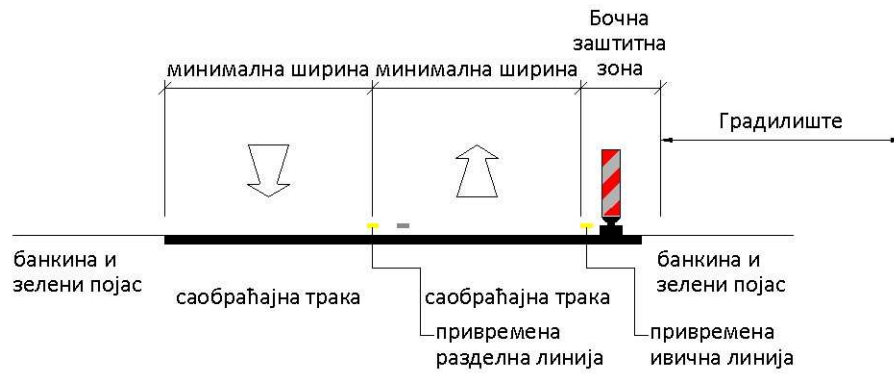 Бочна
заштитна
зона
минимална ширина
минимална ширина
Градилиште
банкина и
зелени појас
саобраћајна трака
саобраћајна трака
банкина и
зелени појас
привремена
разделна линија
привремена
ивична линија